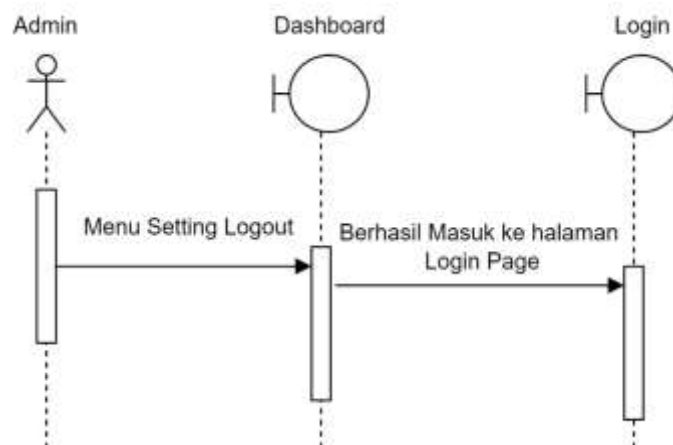 Admin
Dashboard
Login
Menu Setting Logout
Berhasil Masuk ke halaman
Login Page